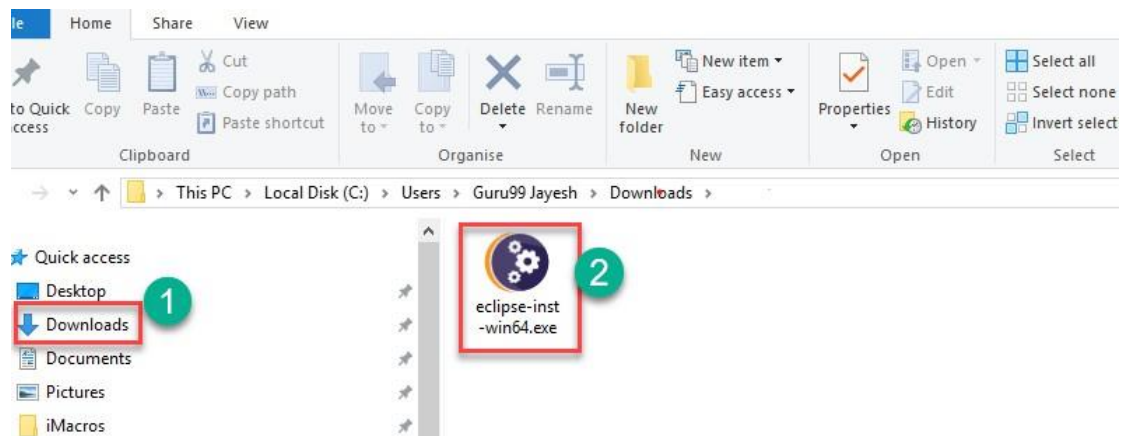 le Home Share View
to Quick
ccess
Copy
Paste
Cut
Copy path
Paste shortcut
Move
to
Copy
to
Delete
Rename
New
folder
New item
Easy access
Properties
Open
Edit
History
Select all
Select none
Invert select
Clipboard Organise New Open Select
This PC > Local Disk (C:) > Users > Guru99 Jayesh > Downloads >
Quick access
Desktop
1
Downloads
Documents
Pictures
iMacros
eclipse-inst
-win64.exe
2